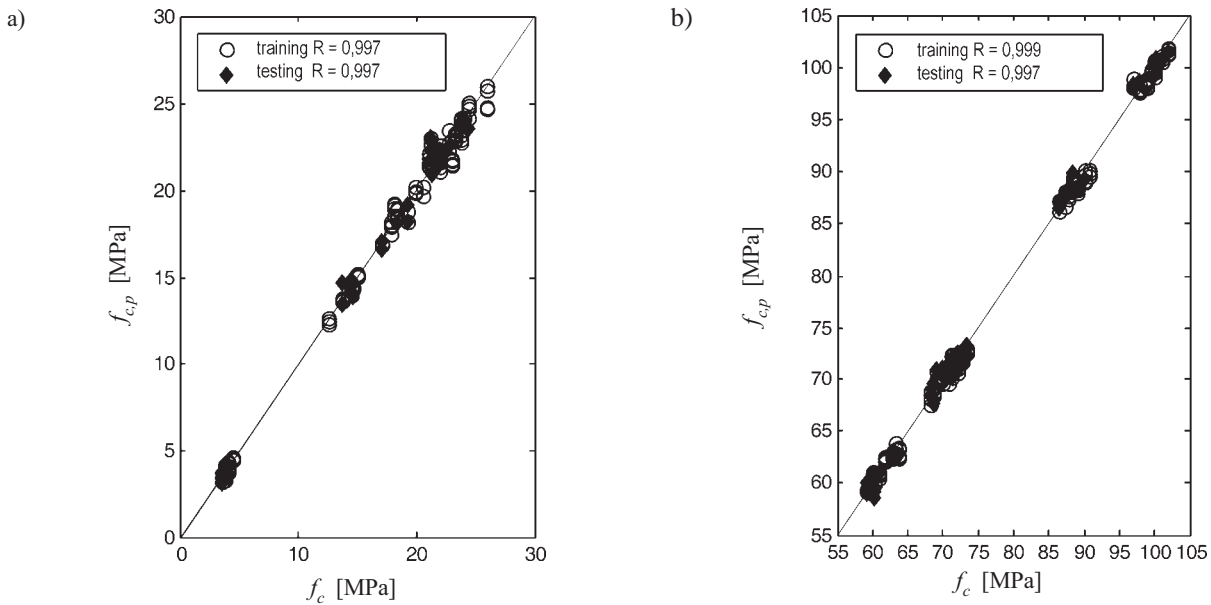 a)
30
25
20
15
10
5
0
f_{c,p} [MPa]
training R = 0,997
testing R = 0,997
0 10 20 30
f_c [MPa]
b)
105
100
95
90
85
80
75
70
65
60
55
f_{c,p} [MPa]
training R = 0,999
testing R = 0,997
55 60 65 70 75 80 85 90 95 100 105
f_c [MPa]